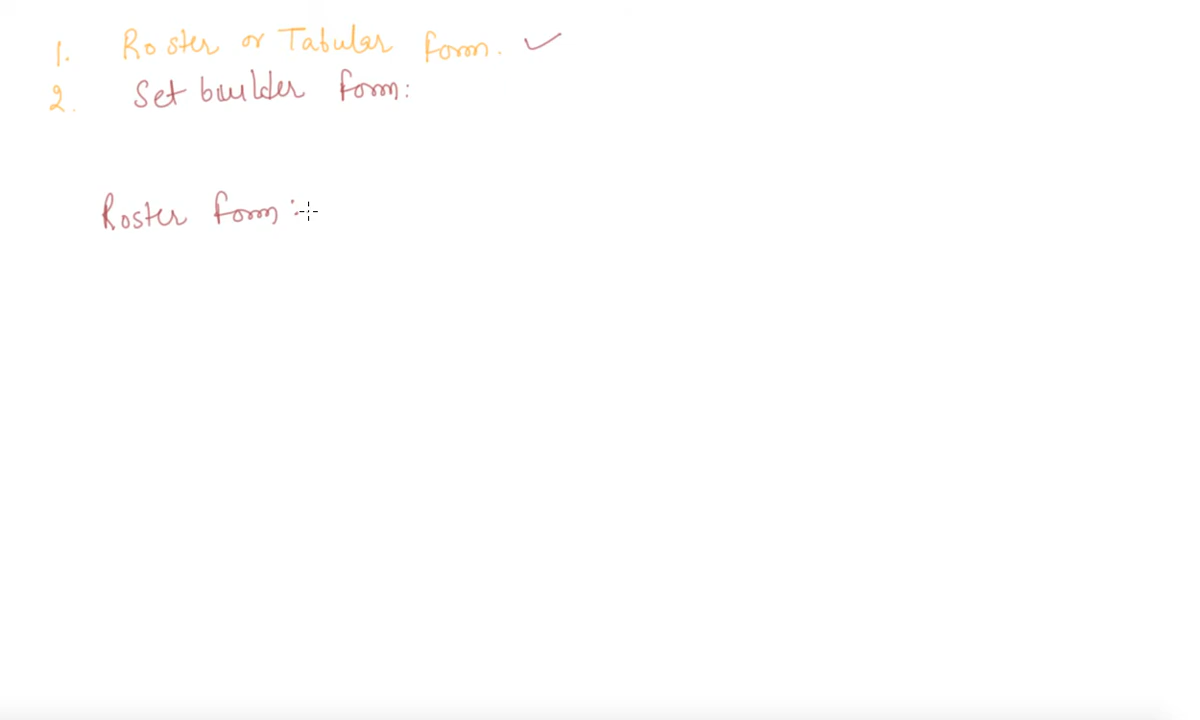 1. Roster or Tabular form. ✓
2. Set builder form:
Roster form :-